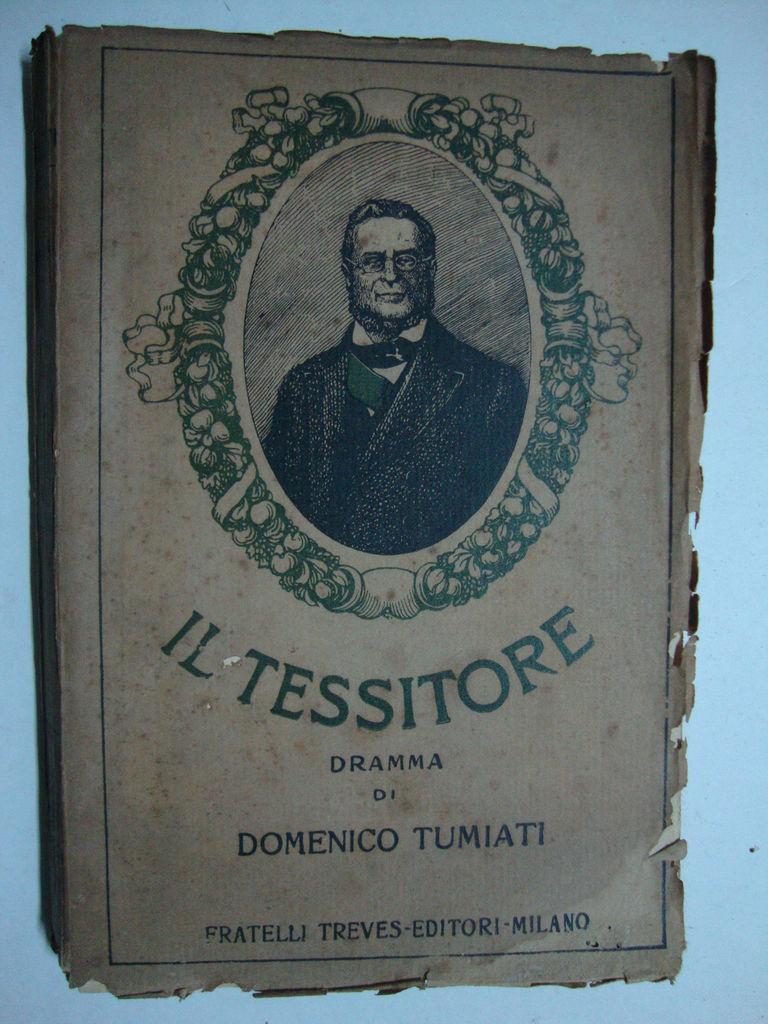 IL TESSITORE
DRAMMA
DI
DOMENICO TUMIATI
FRATELLI TREVES-EDITORI-MILANO